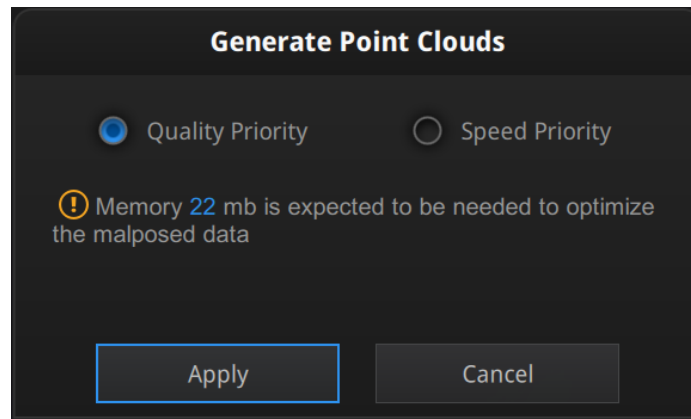 Generate Point Clouds
Quality Priority
Speed Priority
Memory 22 mb is expected to be needed to optimize
the malposed data
Apply
Cancel